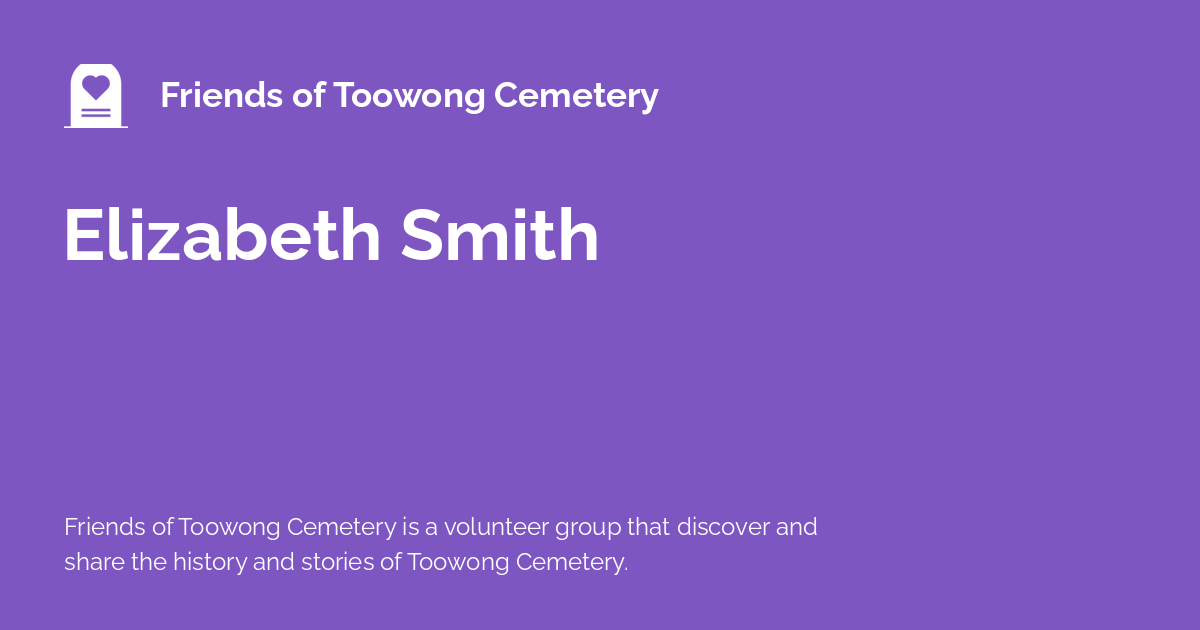 Friends of Toowong Cemetery
Elizabeth Smith
Friends of Toowong Cemetery is a volunteer group that discover and
share the history and stories of Toowong Cemetery.